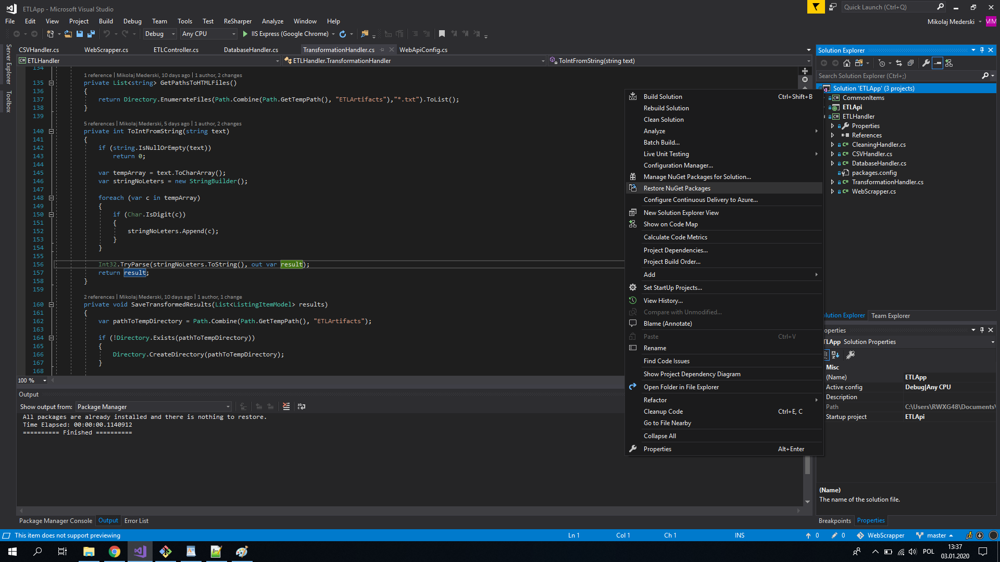 ETLApp - Microsoft Visual Studio
Quick Launch (Ctrl+Q)
File Edit View Project Build Debug Team Tools Test ReSharper Analyze Window Help
Mikolaj Mederski MM
Debug Any CPU IIS Express (Google Chrome)
Server Explorer
Toolbox
CSVHandler.cs WebScrapper.cs ETLController.cs DatabaseHandler.cs TransformationHandler.cs WebApiConfig.cs
ETLHandler ETLHandler.TransformationHandler ToIntFromString(string text)
134
1 reference | Mikolaj Mederski, 10 days ago | 1 author, 2 changes
135 private List<string> GetPathsToHTMLFiles()
136 {
137 return Directory.EnumerateFiles(Path.Combine(Path.GetTempPath(), "ETLArtifacts"),"*.txt").ToList();
138 }
139
5 references | Mikolaj Mederski, 5 days ago | 1 author, 2 changes
140 private int ToIntFromString(string text)
141 {
142 if (string.IsNullOrEmpty(text))
143 return 0;
144
145 var tempArray = text.ToCharArray();
146 var stringNoLeters = new StringBuilder();
147
148 foreach (var c in tempArray)
149 {
150 if (Char.IsDigit(c))
151 {
152 stringNoLeters.Append(c);
153 }
154 }
155
156 Int32.TryParse(stringNoLeters.ToString(), out var result);
157 return result;
158 }
159
2 references | Mikolaj Mederski, 10 days ago | 1 author, 1 change
160 private void SaveTransformedResults(List<ListingItemModel> results)
161 {
162 var pathToTempDirectory = Path.Combine(Path.GetTempPath(), "ETLArtifacts");
163
164 if (!Directory.Exists(pathToTempDirectory))
165 {
166 Directory.CreateDirectory(pathToTempDirectory);
167 }
168
100 %
Output
Show output from: Package Manager
All packages are already installed and there is nothing to restore.
Time Elapsed: 00:00:00.1140912
========== Finished ==========
Package Manager Console Output Error List
Build Solution Ctrl+Shift+B
Rebuild Solution
Clean Solution
Analyze
Batch Build...
Live Unit Testing
Configuration Manager...
Manage NuGet Packages for Solution...
Restore NuGet Packages
Configure Continuous Delivery to Azure...
New Solution Explorer View
Show on Code Map
Calculate Code Metrics
Project Dependencies...
Project Build Order...
Add
Set StartUp Projects...
View History...
Compare with Unmodified...
Blame (Annotate)
Paste Ctrl+V
Rename
Find Code Issues
Show Project Dependency Diagram
Open Folder in File Explorer
Refactor
Cleanup Code Ctrl+E, C
Go to File Nearby
Collapse All
Properties Alt+Enter
Solution Explorer
Search Solution Explorer (Ctrl+;)
Solution 'ETLApp' (3 projects)
CommonItems
ETLApi
ETLHandler
Properties
References
C# CleaningHandler.cs
C# CSVHandler.cs
C# DatabaseHandler.cs
packages.config
C# TransformationHandler.cs
C# WebScrapper.cs
olution Explorer Team Explorer
operties
TLApp Solution Properties
Misc
(Name) ETLApp
Active config Debug|Any CPU
Description
Path C:\Users\RWXG48\Documents\
Startup project ETLApi
(Name)
The name of the solution file.
Breakpoints Properties
This item does not support previewing Ln 1 Col 1 Ch 1 INS 0 0 WebScrapper master
POL
13:37
03.01.2020